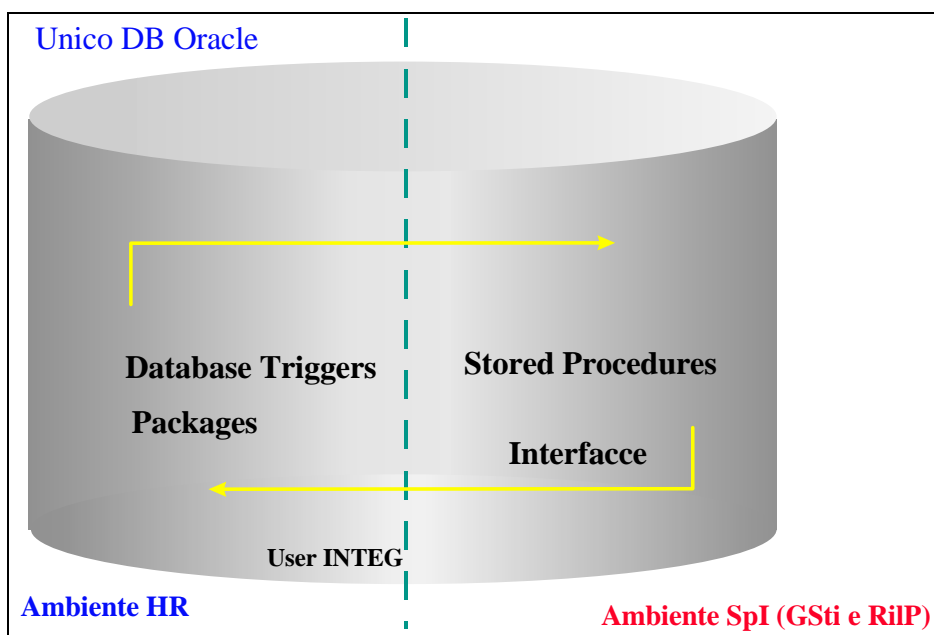 Unico DB Oracle
Database Triggers
Packages
Stored Procedures
Interfacce
User INTEG
Ambiente HR
Ambiente SpI (GSti e RilP)